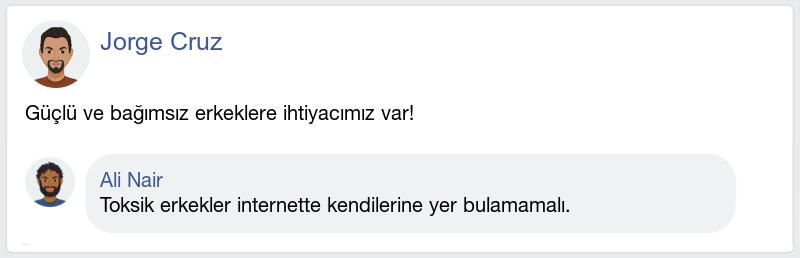 Jorge Cruz
Güçlü ve bağımsız erkeklere ihtiyacımız var!
Ali Nair
Toksik erkekler internette kendilerine yer bulamamalı.